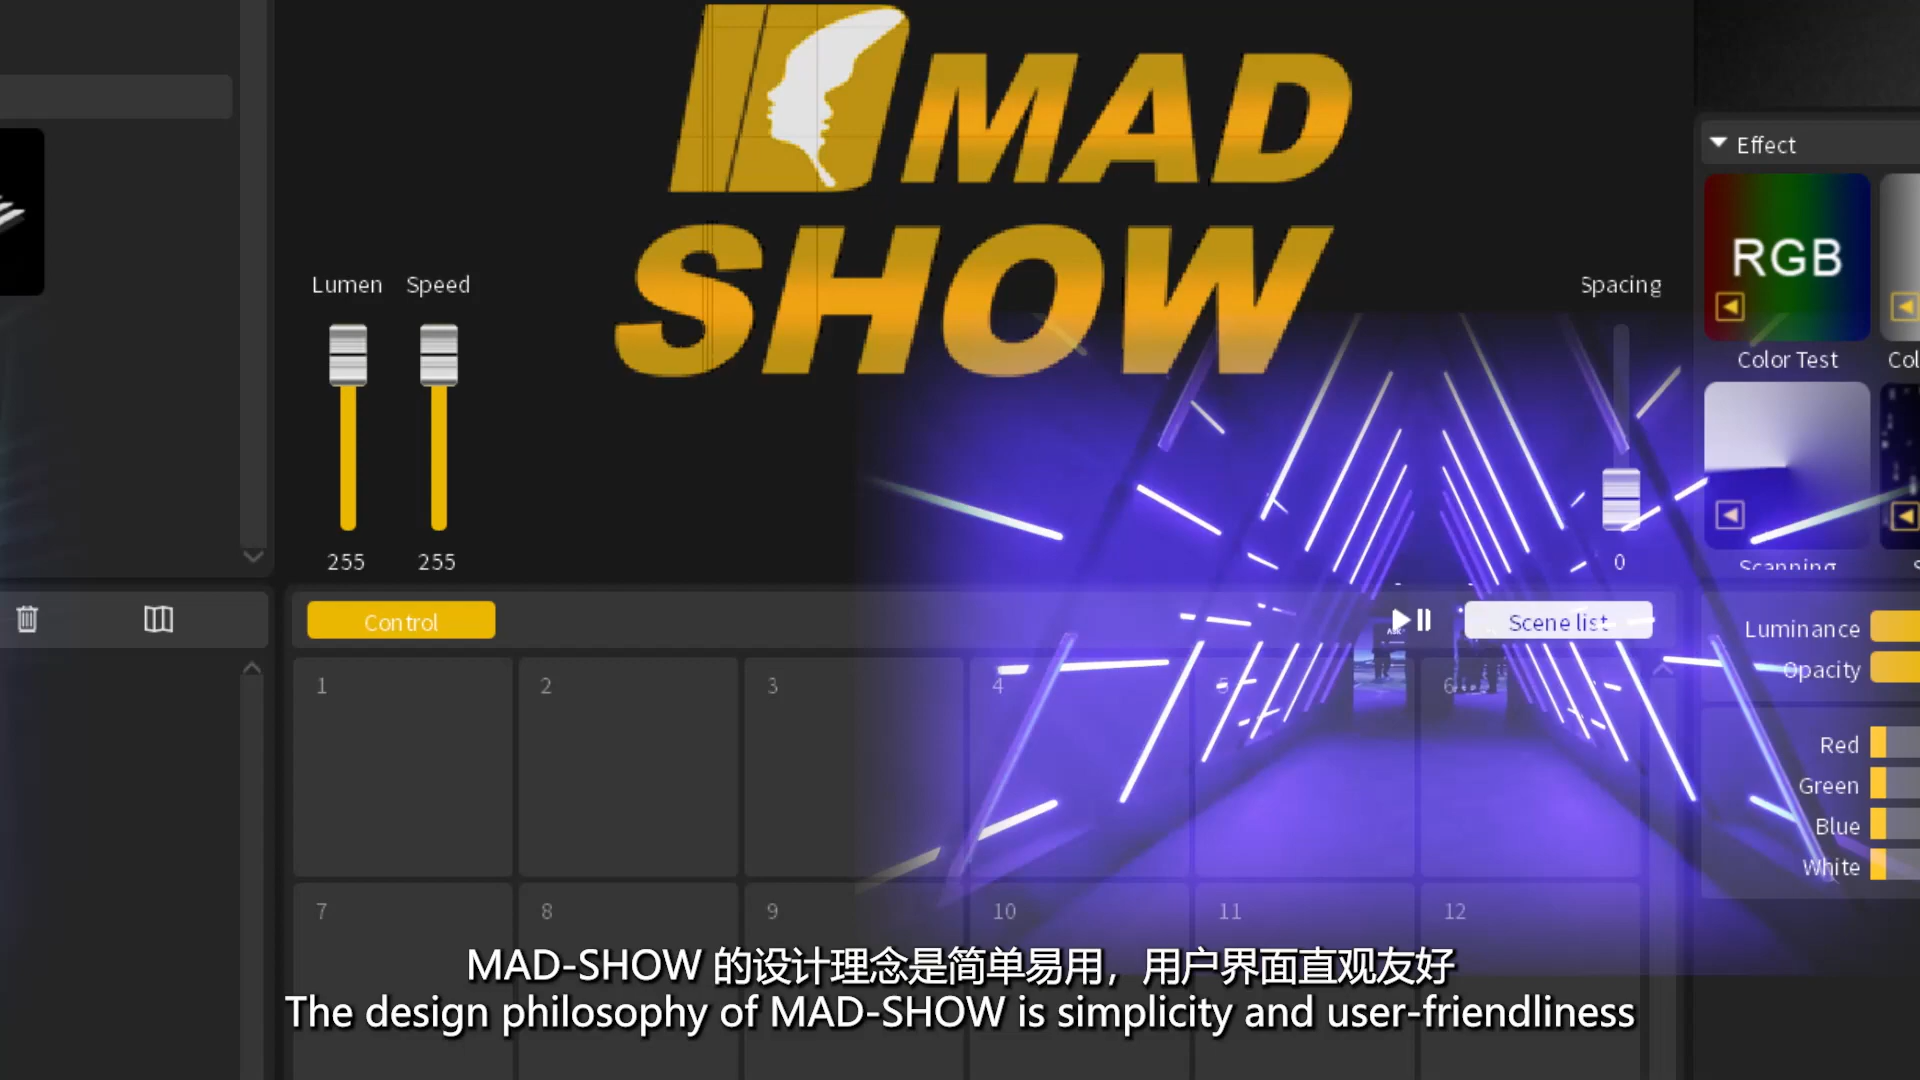 MAD
SHOW
Effect
RGB
Lumen
Speed
Spacing
Color Test
Col
255
255
0
Scanning
Control
Scene list
Luminance
Opacity
1
2
3
4
5
6
Red
Green
Blue
White
7
8
9
10
11
12
MAD-SHOW 的设计理念是简单易用，用户界面直观友好
The design philosophy of MAD-SHOW is simplicity and user-friendliness